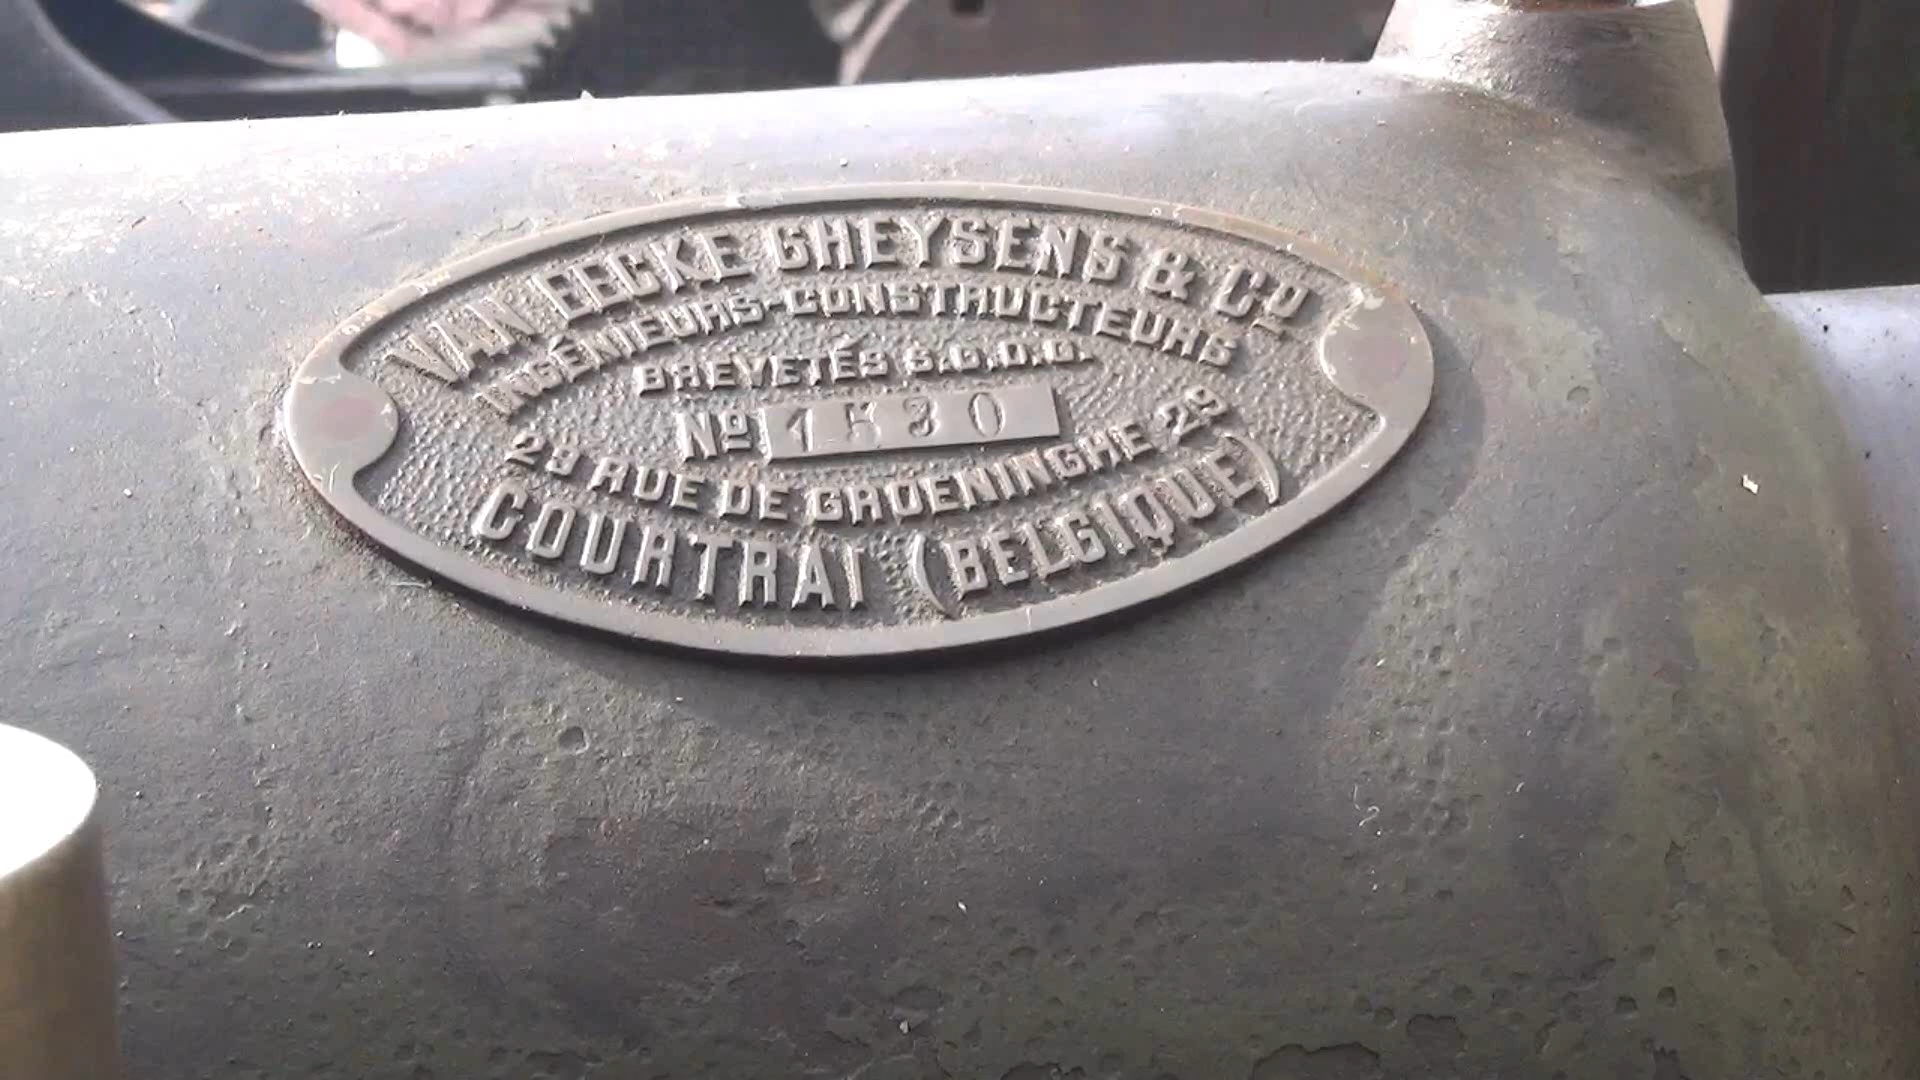 VAN EECKE GHEYSENS & Co
INGÉNIEURS-CONSTRUCTEURS
BREVETÉS S.G.D.G.
No 1530
29 RUE DE GROENINGHE 29
COURTRAI (BELGIQUE)